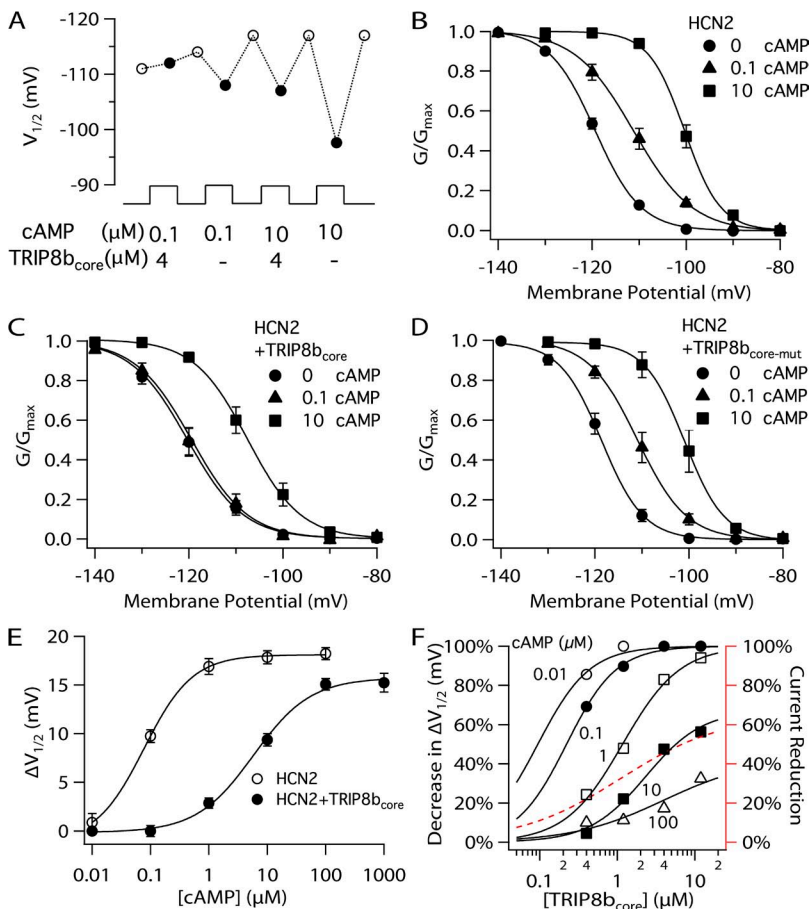 A
-120
-110
-100
-90
V1/2 (mV)
cAMP (μM) 0.1 0.1 10 10
TRIP8bcore(μM) 4 - 4 -
B
HCN2
0 cAMP
0.1 cAMP
10 cAMP
1.0
0.8
0.6
0.4
0.2
0.0
G/Gmax
-140 -120 -100 -80
Membrane Potential (mV)
C
HCN2
+TRIP8bcore
0 cAMP
0.1 cAMP
10 cAMP
1.0
0.8
0.6
0.4
0.2
0.0
G/Gmax
-140 -120 -100 -80
Membrane Potential (mV)
D
HCN2
+TRIP8bcore-mut
0 cAMP
0.1 cAMP
10 cAMP
1.0
0.8
0.6
0.4
0.2
0.0
G/Gmax
-140 -120 -100 -80
Membrane Potential (mV)
E
20
15
10
5
0
ΔV1/2 (mV)
HCN2
HCN2+TRIP8bcore
0.01 0.1 1 10 100 1000
[cAMP] (μM)
F
cAMP (μM)
0.01
0.1
1
10
100
100%
80%
60%
40%
20%
0%
Decrease in ΔV1/2 (mV)
100%
80%
60%
40%
20%
0%
Current Reduction
0.1 2 4 1 2 4 10 2
[TRIP8bcore] (μM)